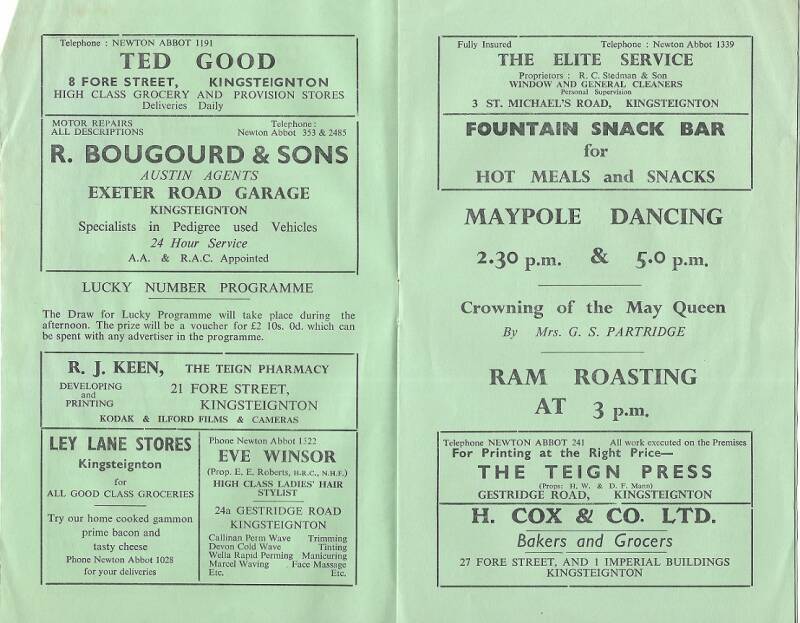 Telephone : NEWTON ABBOT 1191
TED GOOD
8 FORE STREET, KINGSTEIGNTON
HIGH CLASS GROCERY AND PROVISION STORES
Deliveries Daily
MOTOR REPAIRS
ALL DESCRIPTIONS
Telephone :
Newton Abbot 353 & 2485
R. BOUGOURD & SONS
AUSTIN AGENTS
EXETER ROAD GARAGE
KINGSTEIGNTON
Specialists in Pedigree used Vehicles
24 Hour Service
A.A. & R.A.C. Appointed
LUCKY NUMBER PROGRAMME
The Draw for Lucky Programme will take place during the
afternoon. The prize will be a voucher for £2 10s. 0d. which can
be spent with any advertiser in the programme.
R. J. KEEN, THE TEIGN PHARMACY
DEVELOPING
and
PRINTING
21 FORE STREET,
KINGSTEIGNTON
KODAK & ILFORD FILMS & CAMERAS
LEY LANE STORES
Kingsteignton
for
ALL GOOD CLASS GROCERIES
Try our home cooked gammon
prime bacon and
tasty cheese
Phone Newton Abbot 1028
for your deliveries
Phone Newton Abbot 1322
EVE WINSOR
(Prop. E. E. Roberts, H.R.C., N.H.F.)
HIGH CLASS LADIES' HAIR
STYLIST
24a GESTRIDGE ROAD
KINGSTEIGNTON
Callinan Perm Wave Trimming
Devon Cold Wave Tinting
Wella Rapid Perming Manicuring
Marcel Waving Face Massage
Etc. Etc.
Fully Insured Telephone : Newton Abbot 1339
THE ELITE SERVICE
Proprietors : R. C. Stedman & Son
WINDOW AND GENERAL CLEANERS
Personal Supervision
3 ST. MICHAEL'S ROAD, KINGSTEIGNTON
FOUNTAIN SNACK BAR
for
HOT MEALS and SNACKS
MAYPOLE DANCING
2.30 p.m. & 5.0 p.m.
Crowning of the May Queen
By Mrs. G. S. PARTRIDGE
RAM ROASTING
AT 3 p.m.
Telephone NEWTON ABBOT 241 All work executed on the Premises
For Printing at the Right Price—
THE TEIGN PRESS
(Props: H. W. & D. F. Mann)
GESTRIDGE ROAD, KINGSTEIGNTON
H. COX & CO. LTD.
Bakers and Grocers
27 FORE STREET, AND 1 IMPERIAL BUILDINGS
KINGSTEIGNTON